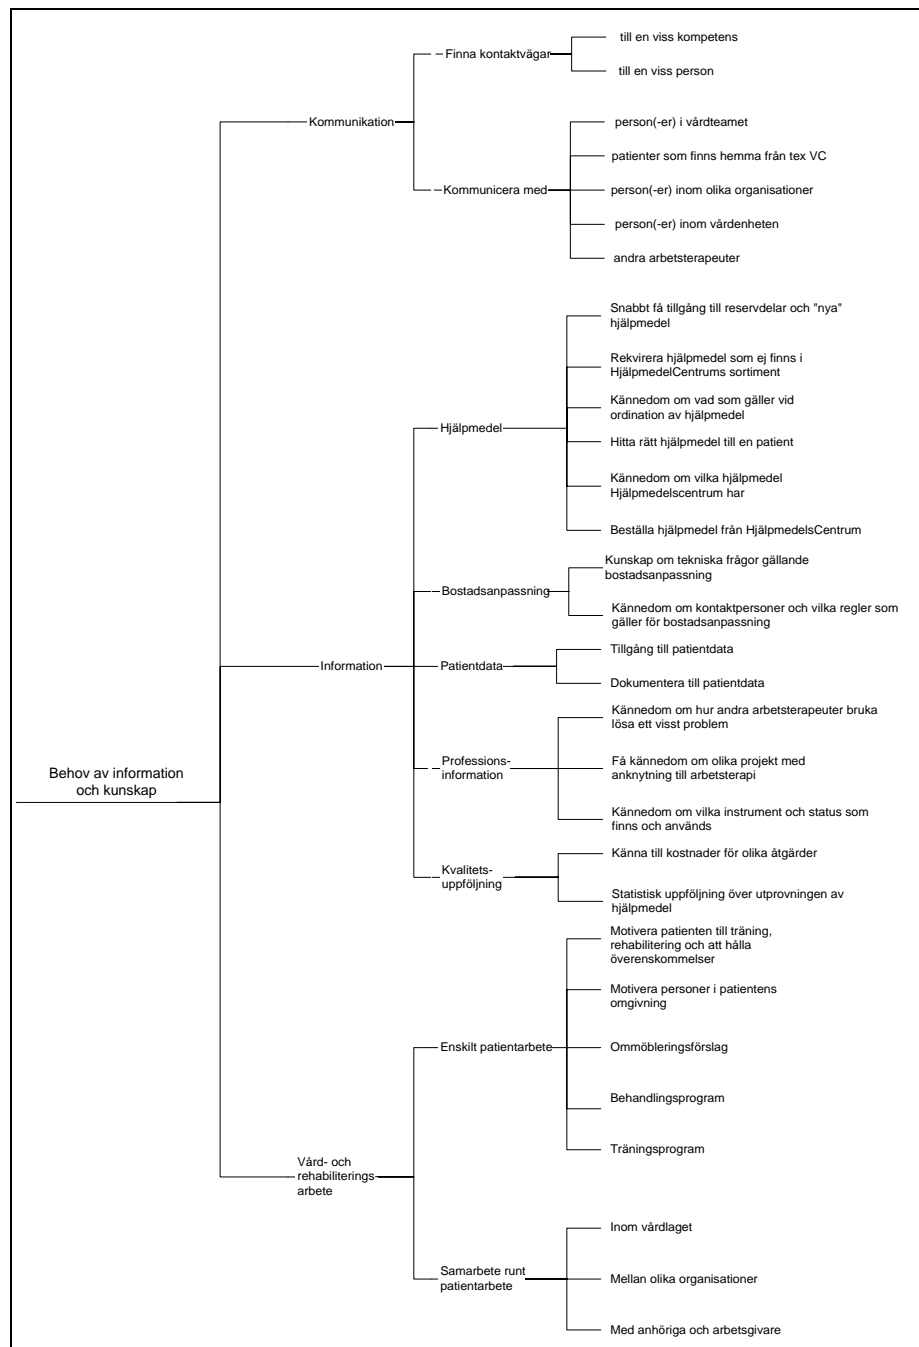 till en viss kompetens
Finna kontaktvägar
till en viss person
Kommunikation
person(-er) i vårdteamet
patienter som finns hemma från tex VC
Kommunicera med
person(-er) inom olika organisationer
person(-er) inom vårdenheten
andra arbetsterapeuter
Snabbt få tillgång till reservdelar och "nya"
hjälpmedel
Rekvirera hjälpmedel som ej finns i
HjälpmedelCentrums sortiment
Kännedom om vad som gäller vid
ordination av hjälpmedel
Hjälpmedel
Hitta rätt hjälpmedel till en patient
Kännedom om vilka hjälpmedel
Hjälpmedelscentrum har
Beställa hjälpmedel från HjälpmedelsCentrum
Kunskap om tekniska frågor gällande
bostadsanpassning
Bostadsanpassning
Kännedom om kontaktpersoner och vilka regler som
gäller för bostadsanpassning
Information
Tillgång till patientdata
Patientdata
Dokumentera till patientdata
Kännedom om hur andra arbetsterapeuter bruka
lösa ett visst problem
Professions-
information
Få kännedom om olika projekt med
anknytning till arbetsterapi
Kännedom om vilka instrument och status som
finns och används
Behov av information
och kunskap
Känna till kostnader för olika åtgärder
Kvalitets-
uppföljning
Statistisk uppföljning över utprovningen av
hjälpmedel
Motivera patienten till träning,
rehabilitering och att hålla
överenskommelser
Motivera personer i patientens
omgivning
Enskilt patientarbete
Ommöbleringsförslag
Behandlingsprogram
Träningsprogram
Vård- och
rehabiliterings
arbete
Inom vårdlaget
Samarbete runt
patientarbete
Mellan olika organisationer
Med anhöriga och arbetsgivare